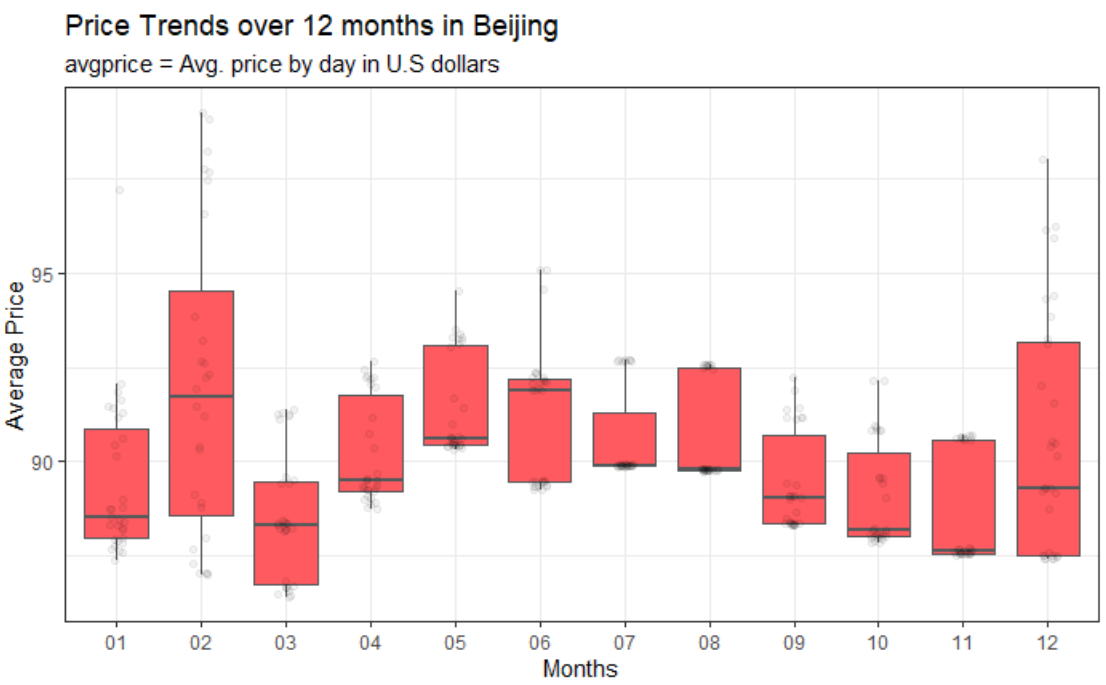 Price Trends over 12 months in Beijing
avgprice = Avg. price by day in U.S dollars
Average Price
95
90
01 02 03 04 05 06 07 08 09 10 11 12
Months